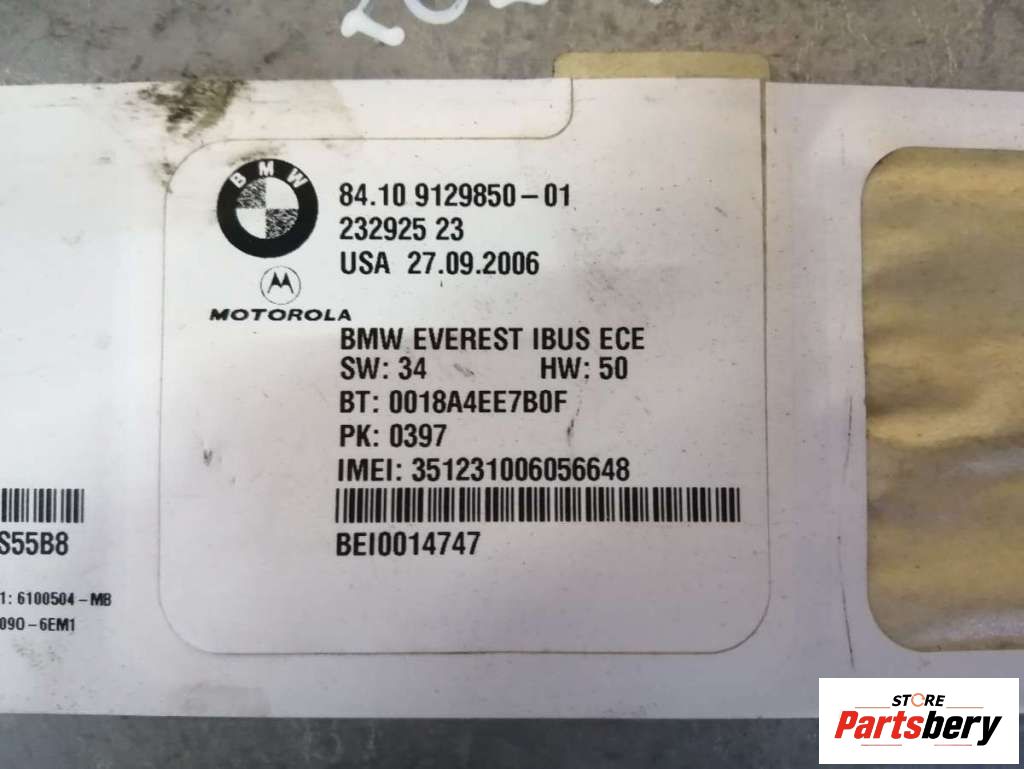 BMW
84.10 9129850-01
232925 23
USA 27.09.2006
MOTOROLA
BMW EVEREST IBUS ECE
SW: 34 HW: 50
BT: 0018A4EE7B0F
PK: 0397
IMEI: 351231006056648
BEI0014747
S55B8
1: 6100504-MB
090-6EM1
STORE
Partsbery